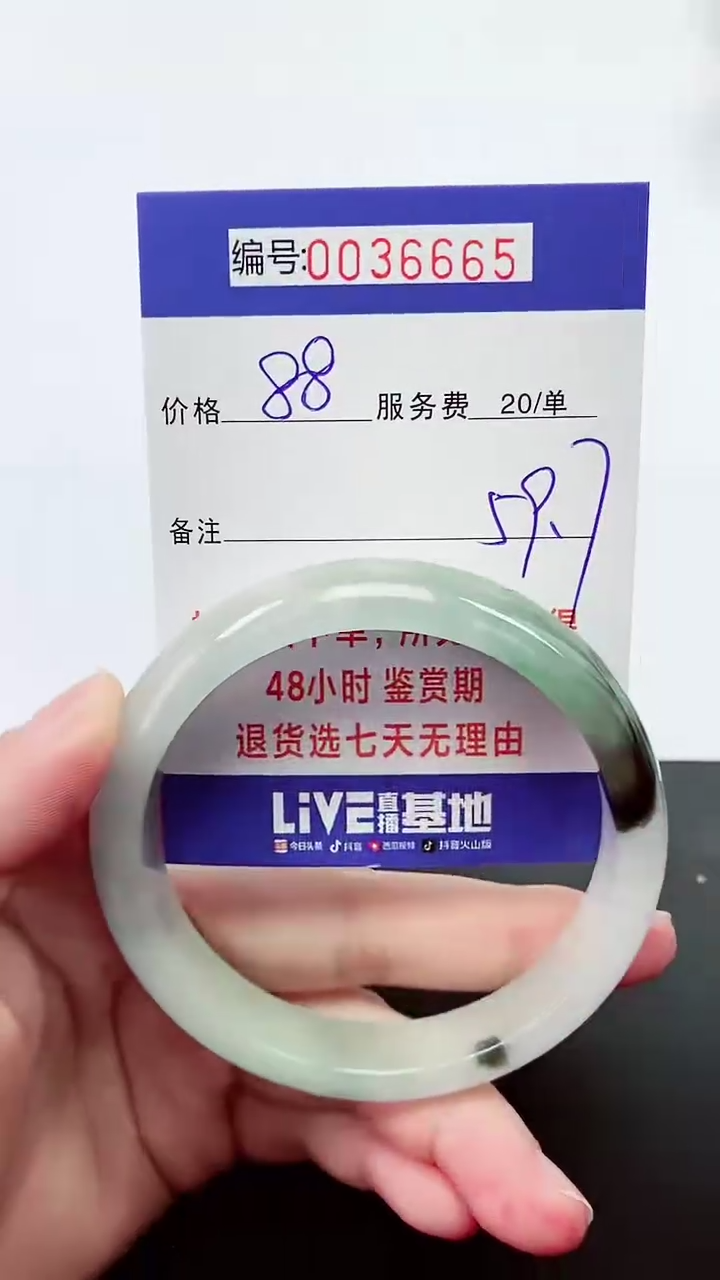 编号:0036665
价格 88 服务费 20/单
备注 59.7
48小时 鉴赏期
退货选七天无理由
LiVE直播基地
今日头条 抖音 西瓜视频 抖音火山版